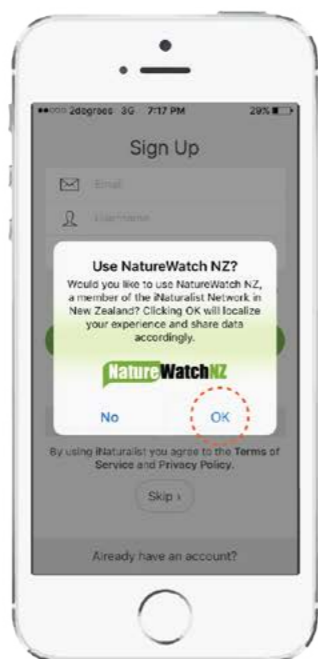 2degrees 3G 7:17 PM 29%
Sign Up
Email
Username
Use NatureWatch NZ?
Would you like to use NatureWatch NZ,
a member of the iNaturalist Network in
New Zealand? Clicking OK will localize
your experience and share data
accordingly.
NatureWatchNZ
No OK
By using iNaturalist you agree to the Terms of
Service and Privacy Policy.
Skip ›
Already have an account?